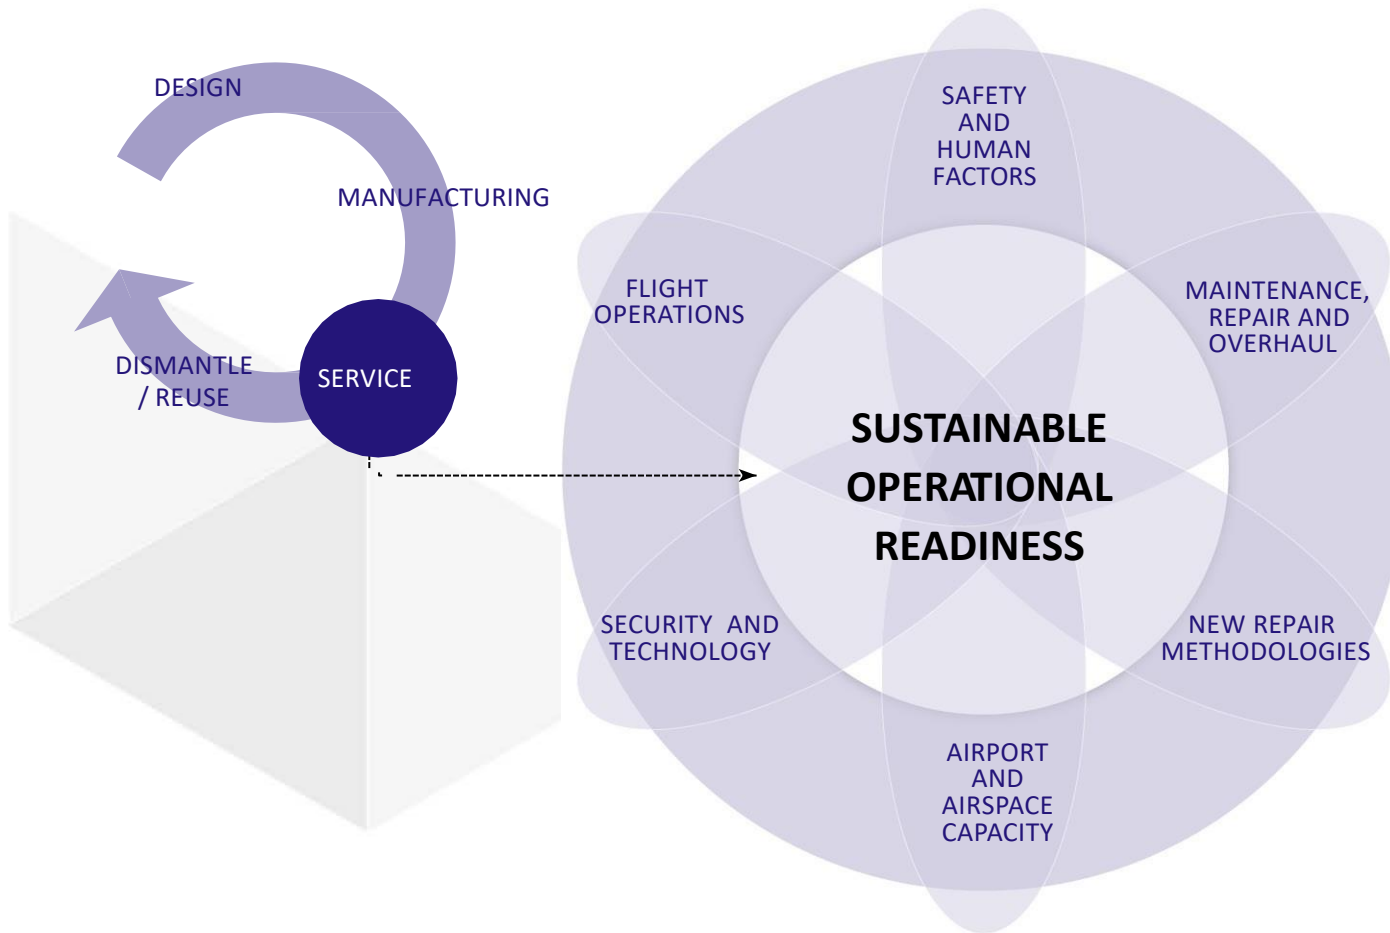 DESIGN
MANUFACTURING
SERVICE
DISMANTLE
/ REUSE
SAFETY
AND
HUMAN
FACTORS
MAINTENANCE,
REPAIR AND
OVERHAUL
NEW REPAIR
METHODOLOGIES
AIRPORT
AND
AIRSPACE
CAPACITY
SECURITY AND
TECHNOLOGY
FLIGHT
OPERATIONS
SUSTAINABLE
OPERATIONAL
READINESS